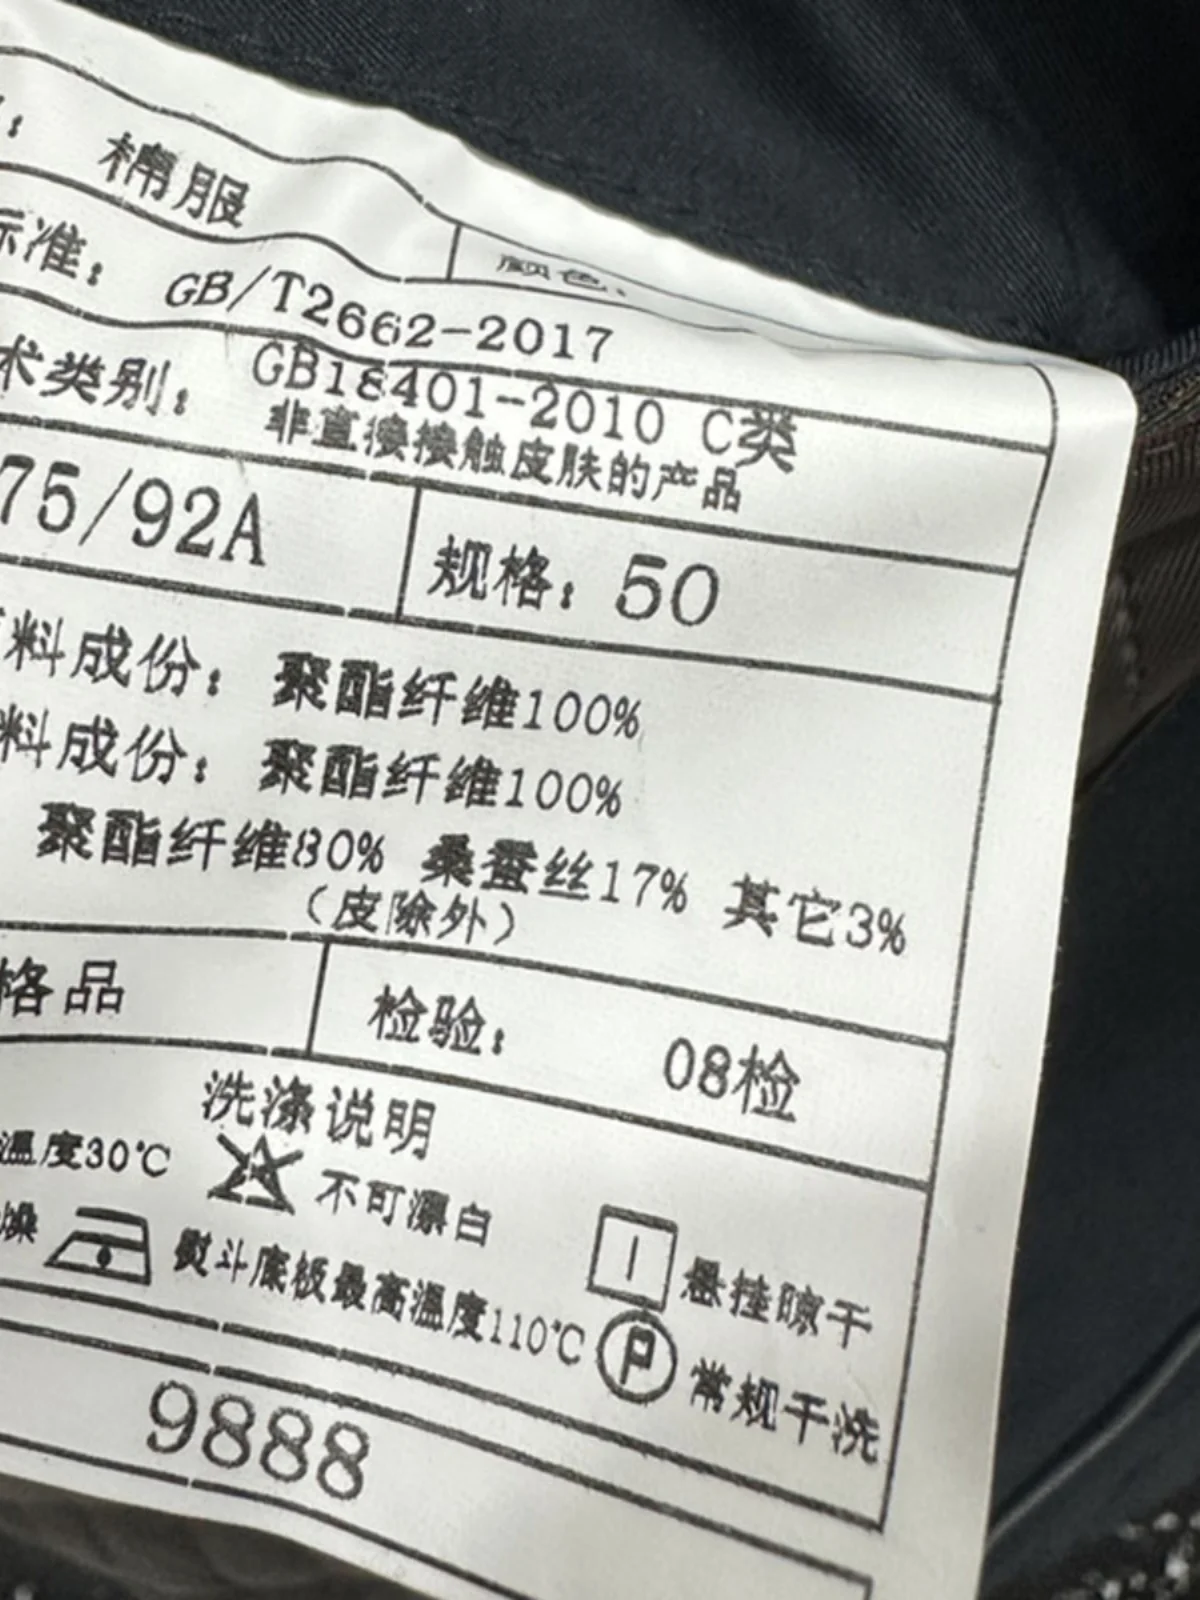 : 棉服
颜色:
示准: GB/T2662-2017
术类别: GB18401-2010 C类
非直接接触皮肤的产品
75/92A
规格: 50
料成份: 聚酯纤维100%
料成份: 聚酯纤维100%
聚酯纤维80% 桑蚕丝17% 其它3%
(皮除外)
格品
检验: 08检
洗涤说明
温度30℃ 不可漂白 悬挂晾干
燥 熨斗底板最高温度110℃ P 常规干洗
9888